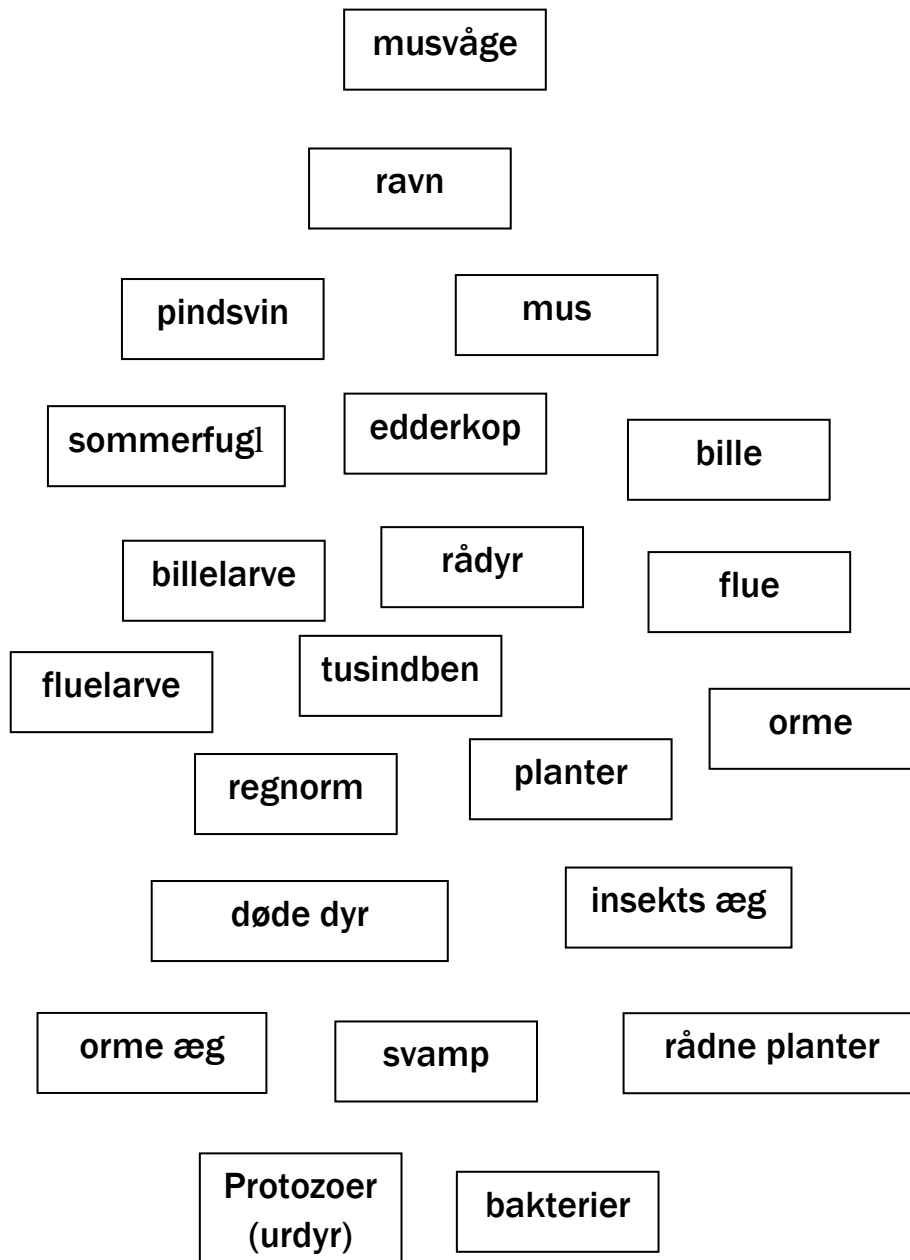 musvåge
ravn
pindsvin
mus
sommerfugl
edderkop
bille
billelarve
rådyr
flue
fluelarve
tusindben
orme
regnorm
planter
døde dyr
insekts æg
orme æg
svamp
rådne planter
Protozoer
(urdyr)
bakterier